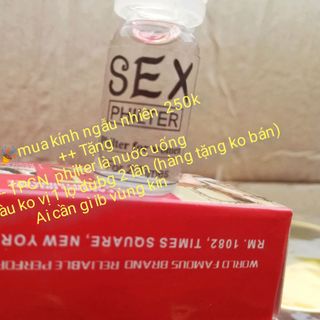 SEX
PHILTER
mua kính ngẫu nhiên 250k
++ Tặng
philter là nước uống
ko vị 1 lọ dùng 2 lần (hàng tặng ko bán)
Ai cần gì ib vùng kín
RM. 1082, TIMES SQUARE, NEW YOR
WORLD FAMOUS BRAND RELIABLE PERFOR